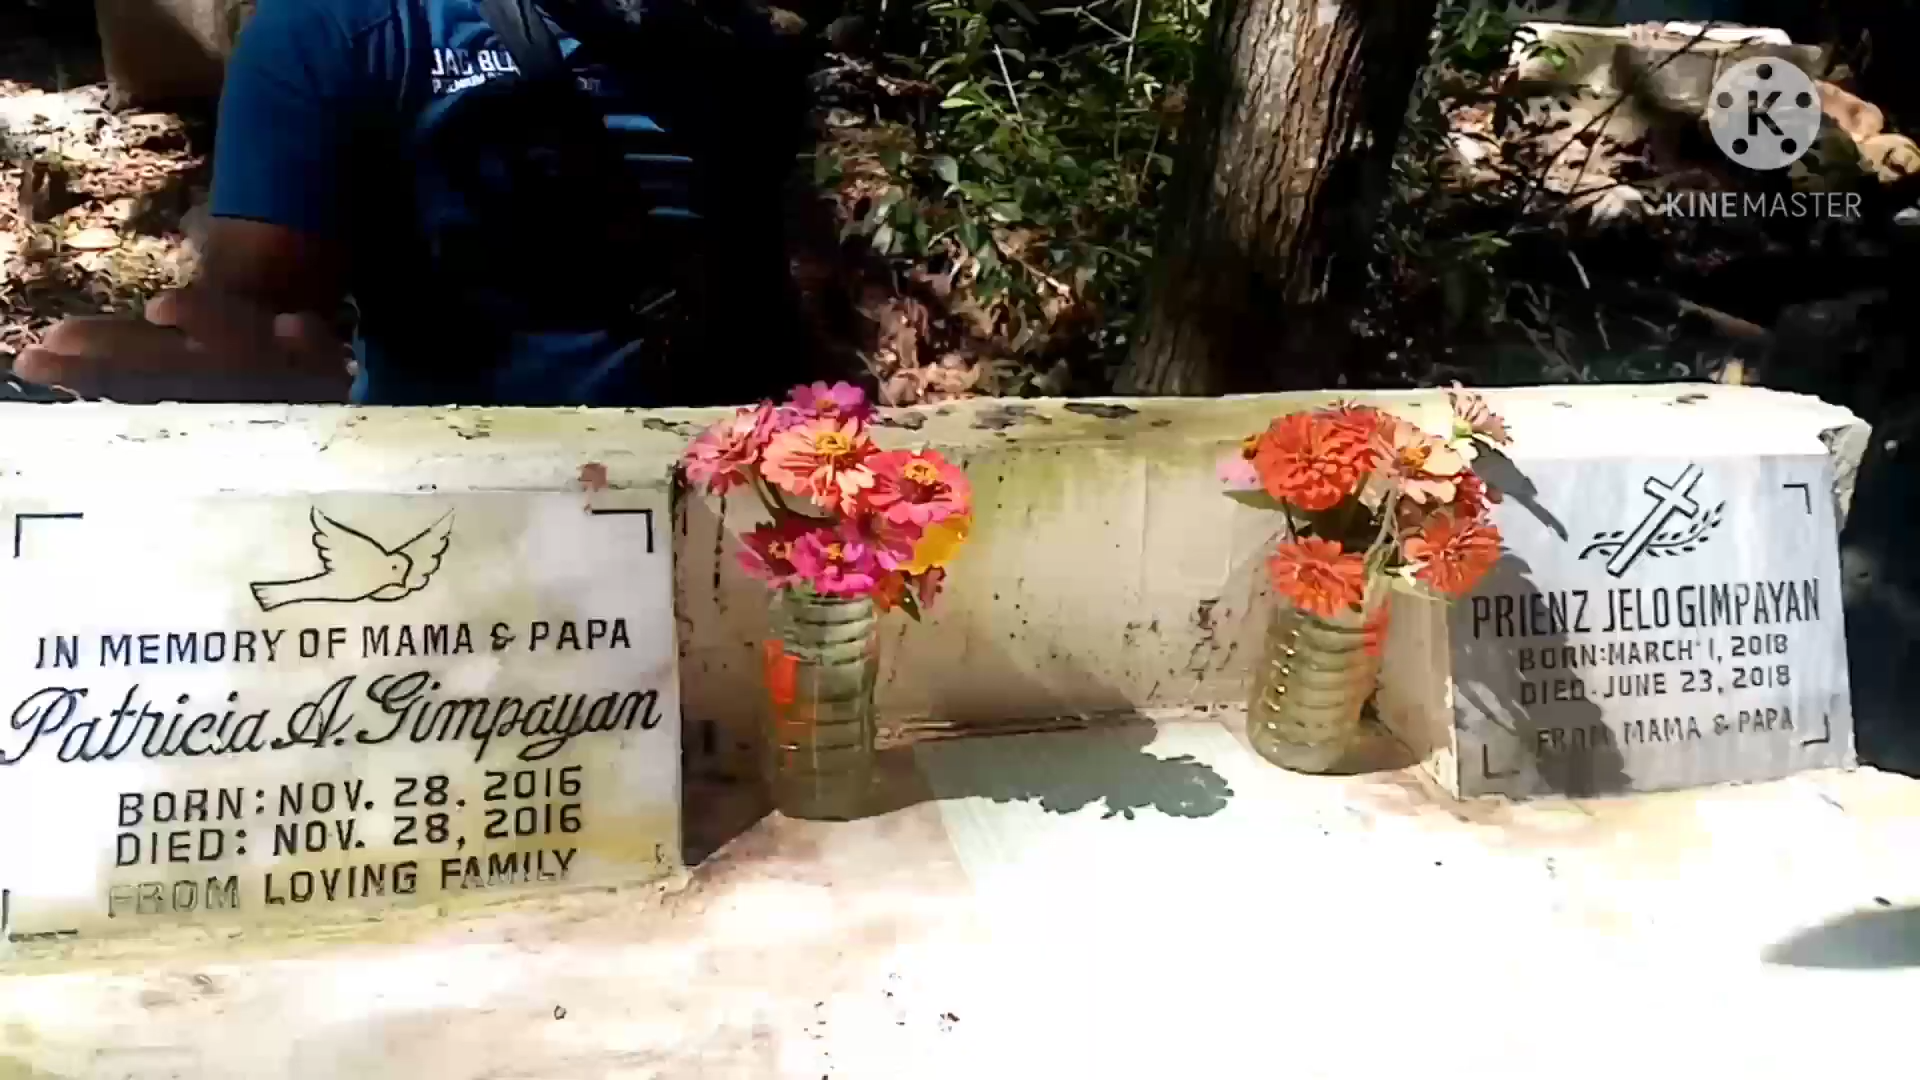 JAG
KINEMASTER
IN MEMORY OF MAMA & PAPA
Patricia A. Gimpayan
BORN: NOV. 28. 2016
DIED: NOV. 28, 2016
FROM LOVING FAMILY
PRIENZ JELO GIMPAYAN
BORN: MARCH 1, 2018
DIED. JUNE 23, 2018
FROM MAMA & PAPA